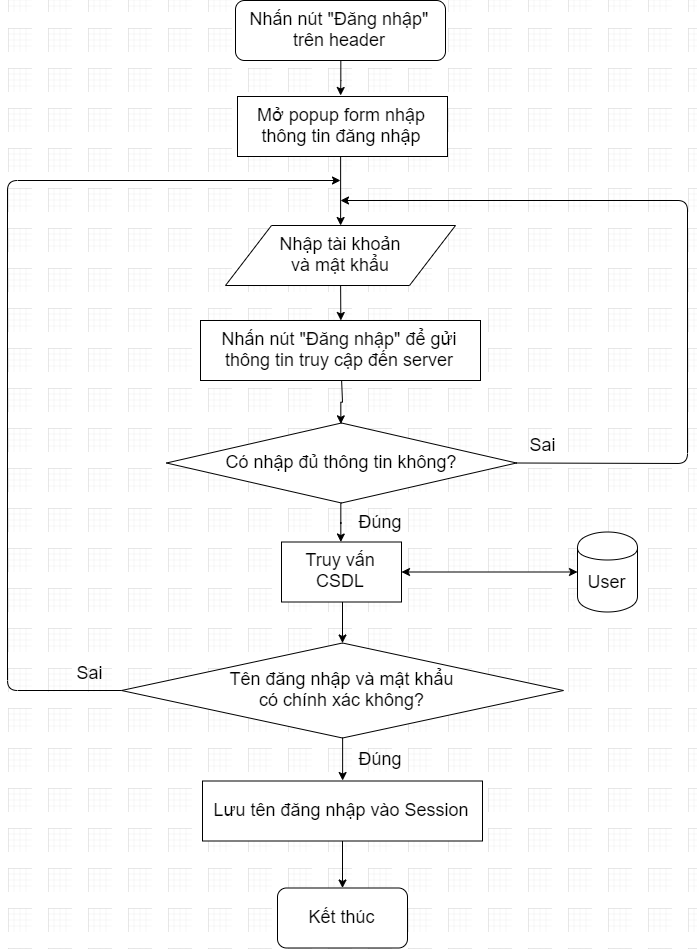 Nhấn nút "Đăng nhập"
trên header
Mở popup form nhập
thông tin đăng nhập
Nhập tài khoản
và mật khẩu
Nhấn nút "Đăng nhập" để gửi
thông tin truy cập đến server
Có nhập đủ thông tin không?
Sai
Đúng
Truy vấn
CSDL
User
Tên đăng nhập và mật khẩu
có chính xác không?
Sai
Đúng
Lưu tên đăng nhập vào Session
Kết thúc